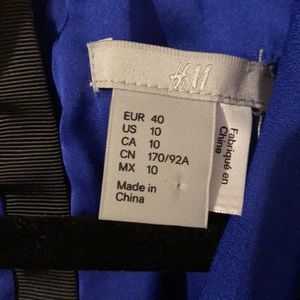 H&M
EUR 40
US 10
CA 10
CN 170/92A
MX 10
Made in
China
Fabriqué en
Chine